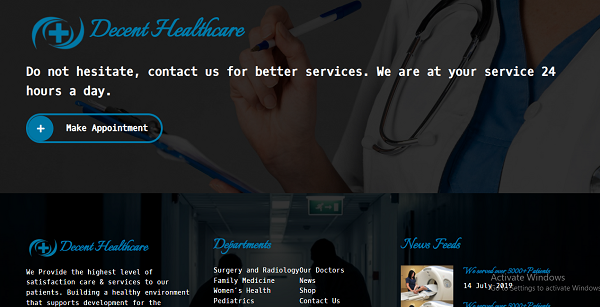 Decent Healthcare
Do not hesitate, contact us for better services. We are at your service 24
hours a day.
+ Make Appointment
Decent Healthcare
We Provide the highest level of
satisfaction care & services to our
patients. Building a healthy environment
that supports development for the
Departments
Surgery and Radiology
Family Medicine
Women's Health
Pediatrics
Our Doctors
News
Shop
Contact Us
News Feeds
We served over 5000+ Patients
14 July 2019
We served over 5000+ Patients
Activate Windows
Go to Settings to activate Windows